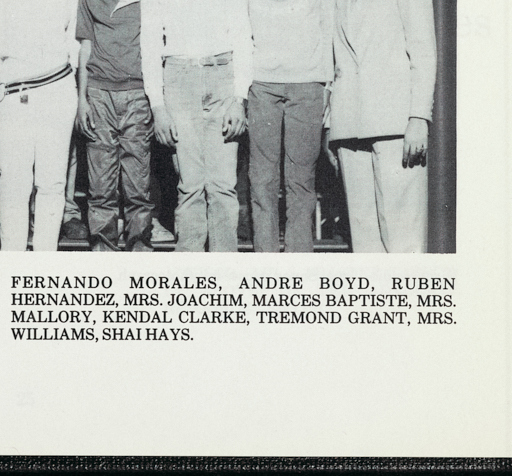 FERNANDO MORALES, ANDRE BOYD, RUBEN
HERNANDEZ, MRS. JOACHIM, MARCES BAPTISTE, MRS.
MALLORY, KENDAL CLARKE, TREMOND GRANT, MRS.
WILLIAMS, SHAI HAYS.